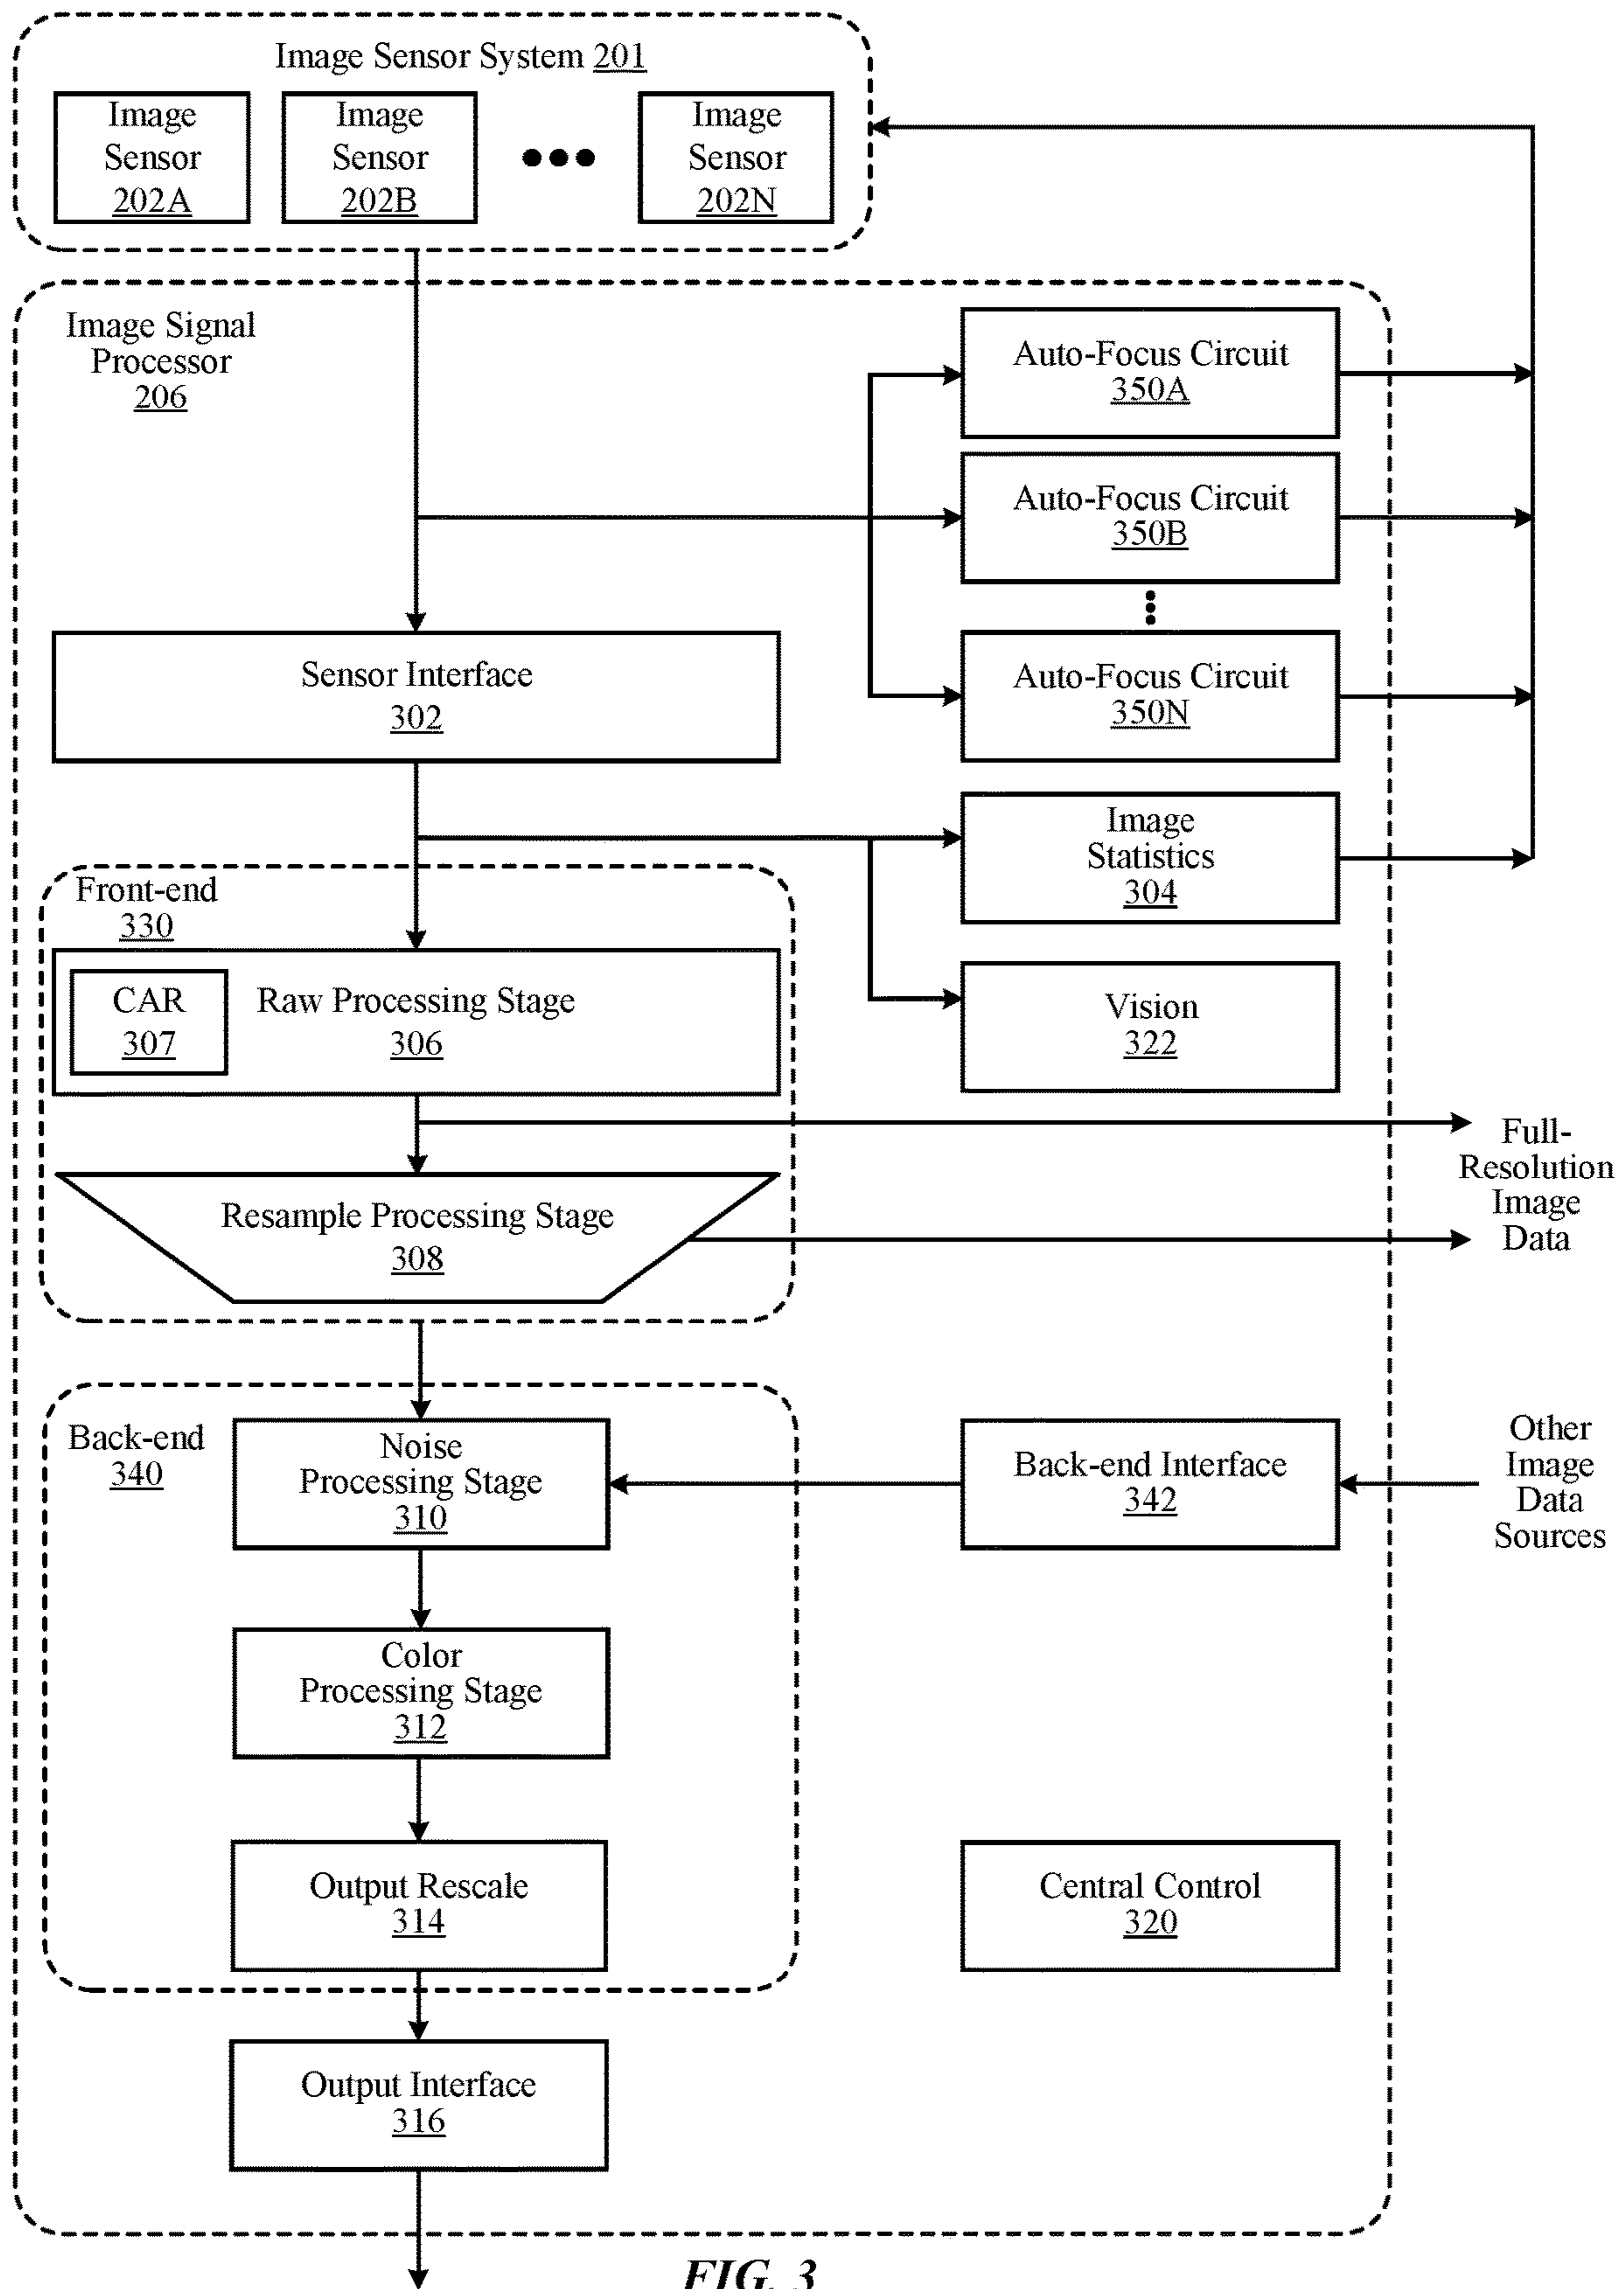 Image Sensor System 201
Image
Sensor
202A
Image
Sensor
202B
Image
Sensor
202N
Image Signal
Processor
206
Auto-Focus Circuit
350A
Auto-Focus Circuit
350B
Auto-Focus Circuit
350N
Sensor Interface
302
Image
Statistics
304
Front-end
330
CAR
307
Raw Processing Stage
306
Vision
322
Full-
Resolution
Image
Data
Resample Processing Stage
308
Back-end
340
Noise
Processing Stage
310
Back-end Interface
342
Other
Image
Data
Sources
Color
Processing Stage
312
Output Rescale
314
Central Control
320
Output Interface
316
FIG. 3